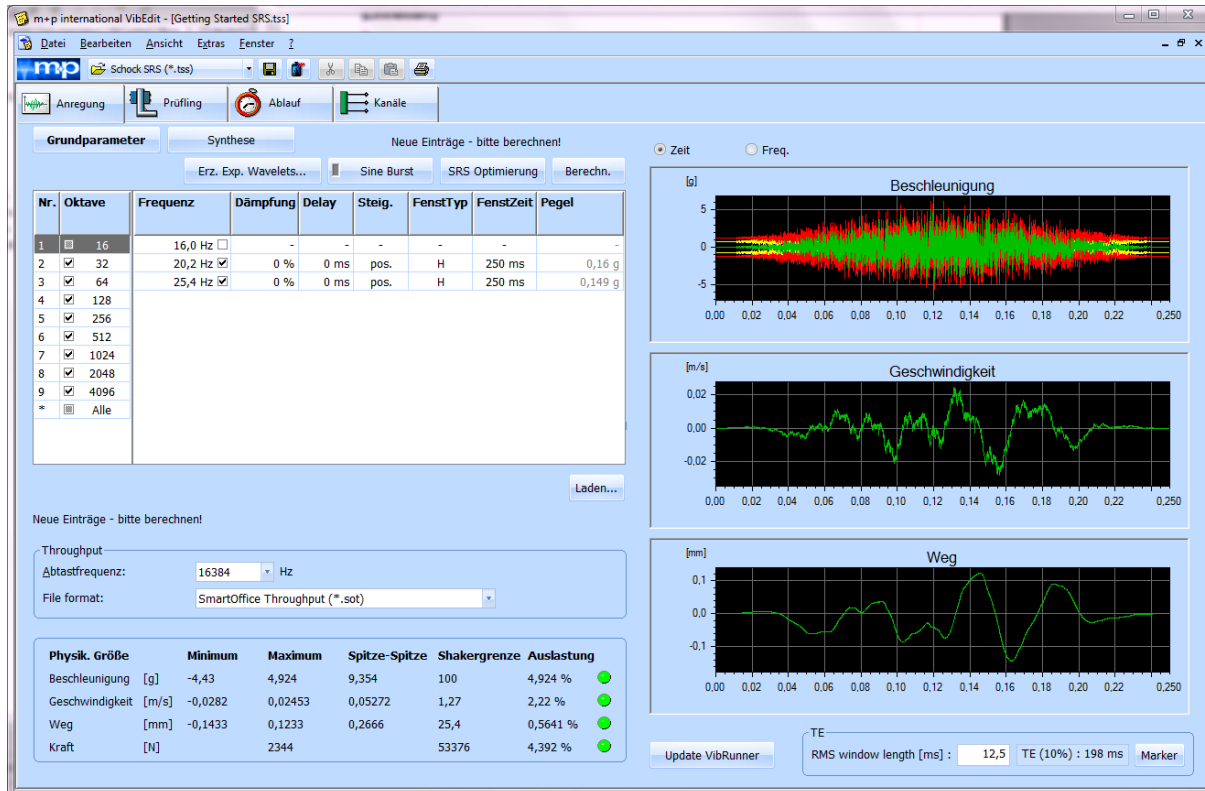 m+p international VibEdit - [Getting Started SRS.tss]
Datei Bearbeiten Ansicht Extras Fenster ?
m+p Schock SRS (*.tss)
Anregung Prüfling Ablauf Kanäle
Grundparameter Synthese Neue Einträge - bitte berechnen!
Erz. Exp. Wavelets... Sine Burst SRS Optimierung Berechn.
Nr. Oktave Frequenz Dämpfung Delay Steig. FenstTyp FenstZeit Pegel
1 16 16,0 Hz - - - - - -
2 32 20,2 Hz 0 % 0 ms pos. H 250 ms 0,16 g
3 64 25,4 Hz 0 % 0 ms pos. H 250 ms 0,149 g
4 128
5 256
6 512
7 1024
8 2048
9 4096
* Alle
Laden...
Neue Einträge - bitte berechnen!
Throughput
Abtastfrequenz: 16384 Hz
File format: SmartOffice Throughput (*.sot)
Physik. Größe Minimum Maximum Spitze-Spitze Shakergrenze Auslastung
Beschleunigung [g] -4,43 4,924 9,354 100 4,924 %
Geschwindigkeit [m/s] -0,0282 0,02453 0,05272 1,27 2,22 %
Weg [mm] -0,1433 0,1233 0,2666 25,4 0,5641 %
Kraft [N] 2344 53376 4,392 %
Zeit Freq.
[g] Beschleunigung
5
0
-5
0,00 0,02 0,04 0,06 0,08 0,10 0,12 0,14 0,16 0,18 0,20 0,22 0,250
[m/s] Geschwindigkeit
0,02
0,00
-0,02
0,00 0,02 0,04 0,06 0,08 0,10 0,12 0,14 0,16 0,18 0,20 0,22 0,250
[mm] Weg
0,1
0,0
-0,1
0,00 0,02 0,04 0,06 0,08 0,10 0,12 0,14 0,16 0,18 0,20 0,22 0,250
Update VibRunner
TE
RMS window length [ms] : 12,5 TE (10%) : 198 ms Marker